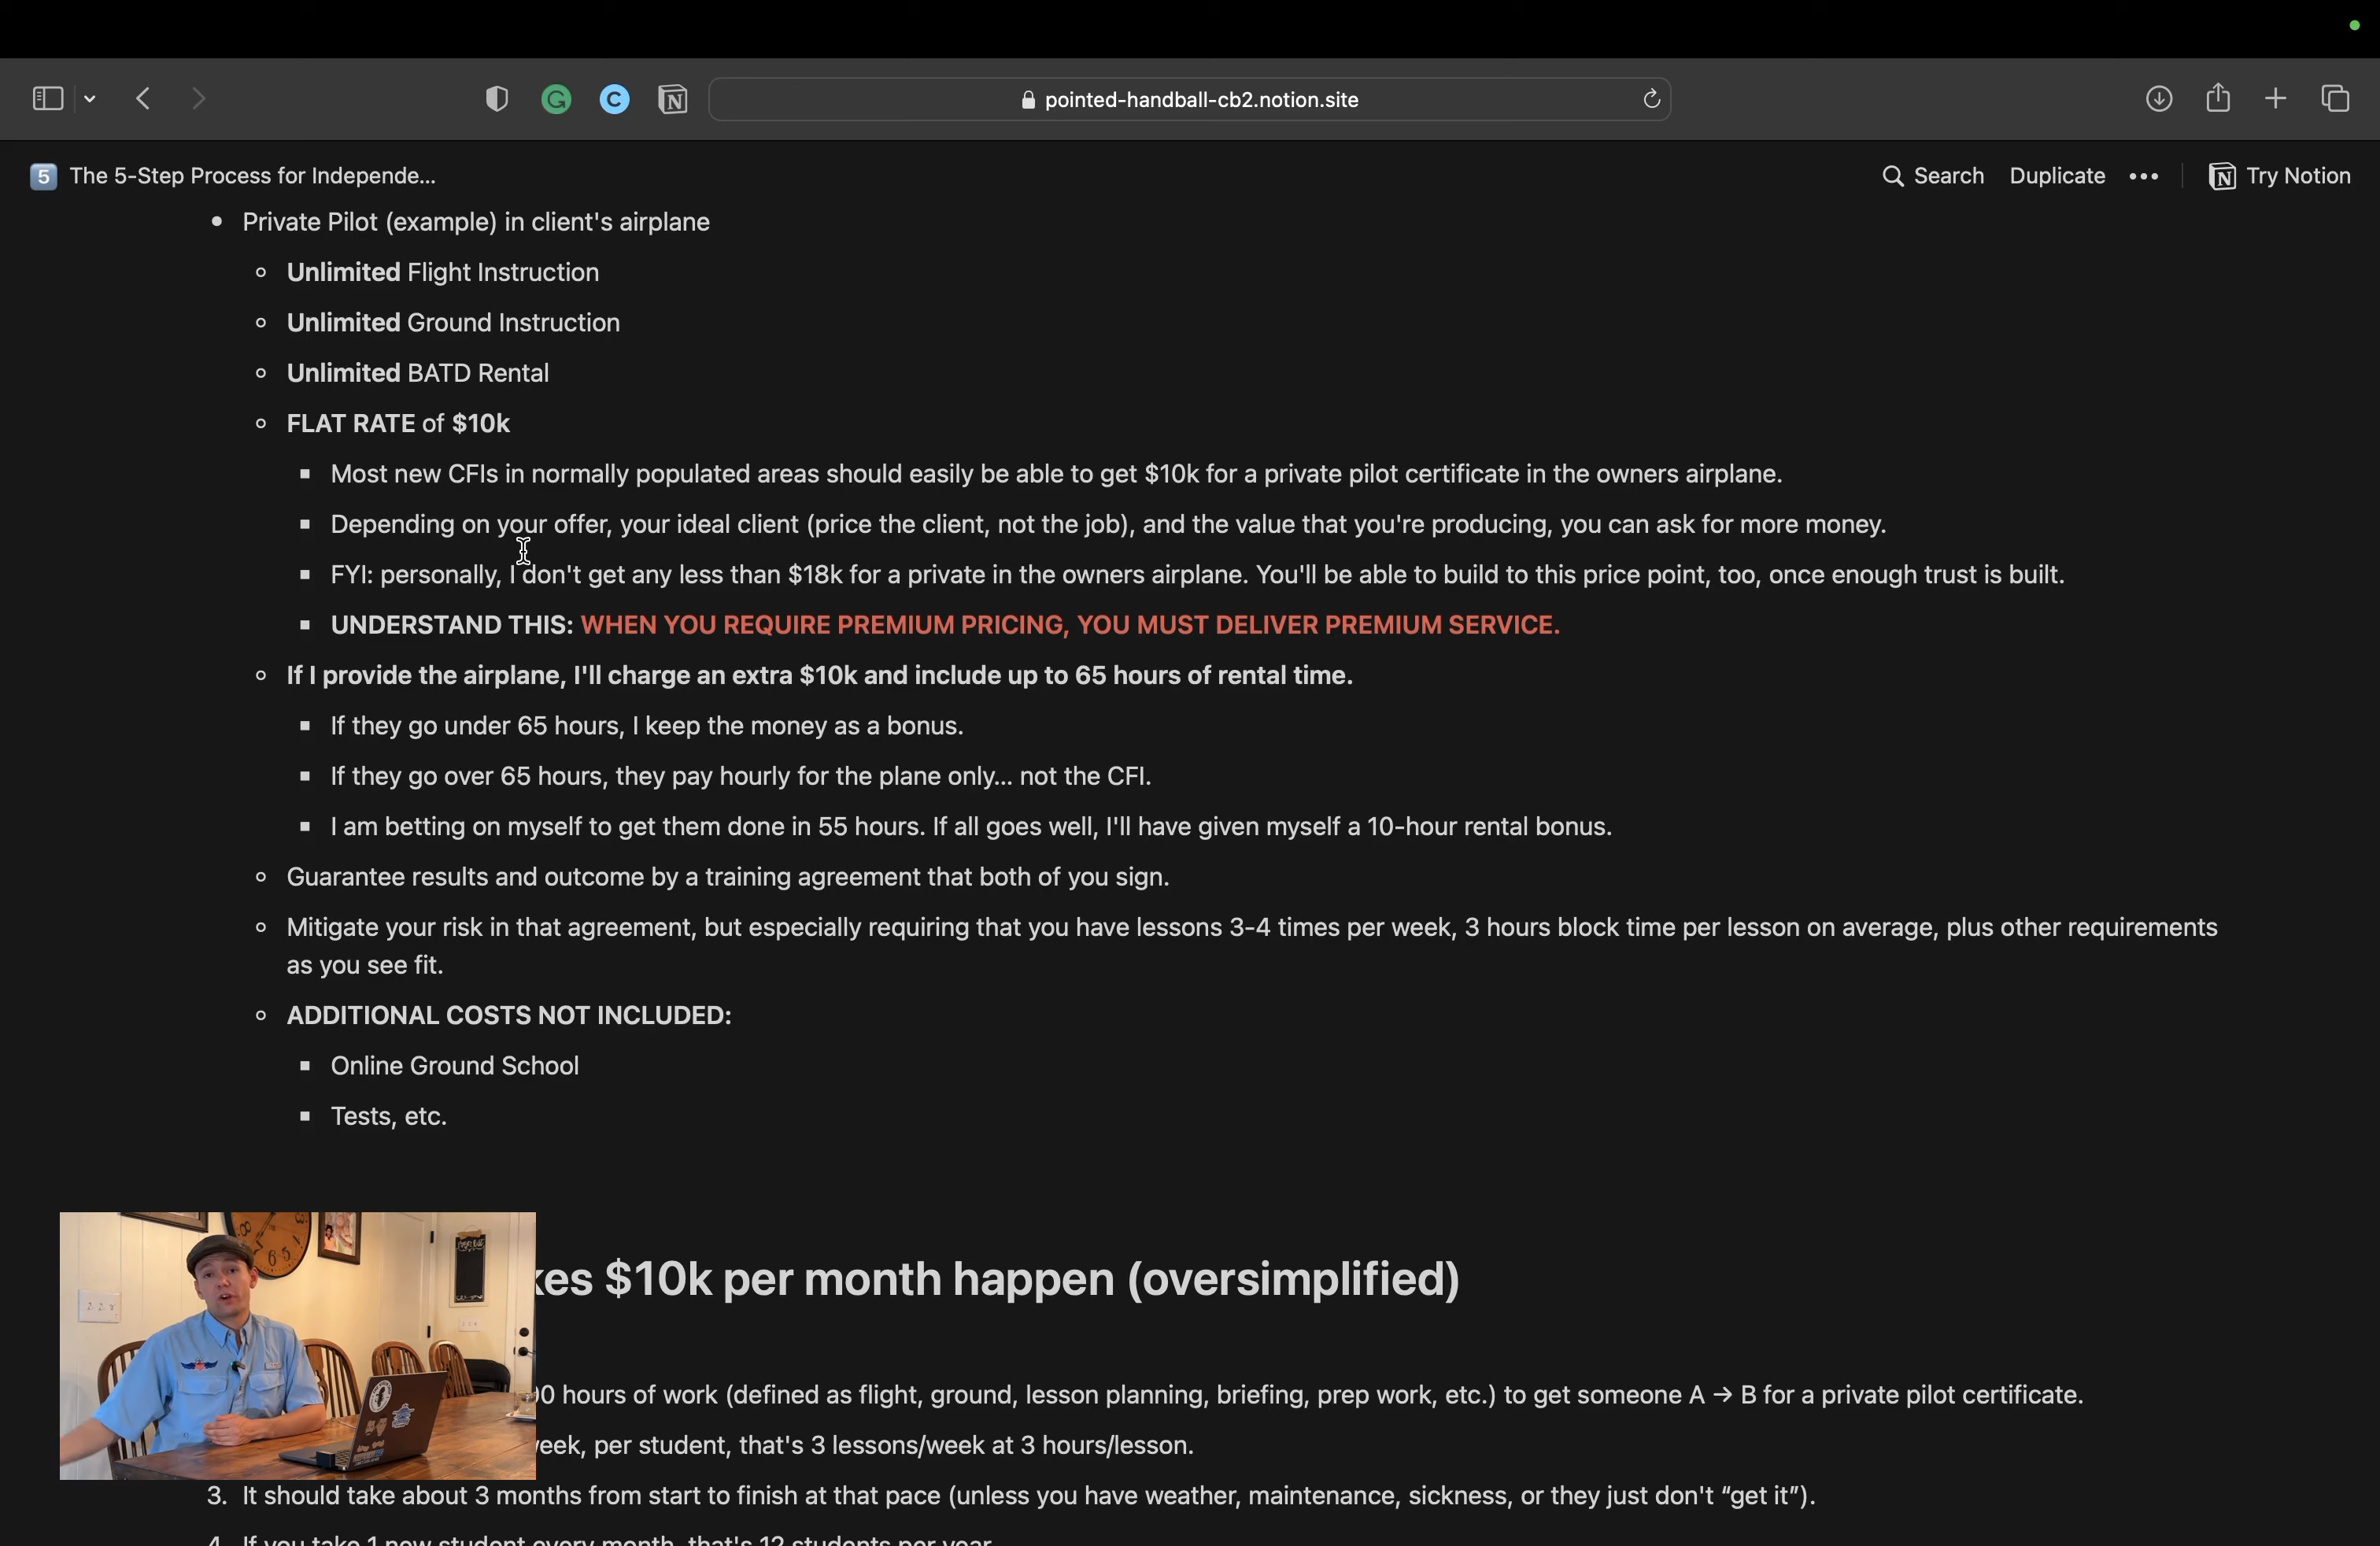 pointed-handball-cb2.notion.site
5 The 5-Step Process for Independe...
Search Duplicate ••• Try Notion
• Private Pilot (example) in client's airplane
Unlimited Flight Instruction
Unlimited Ground Instruction
Unlimited BATD Rental
FLAT RATE of $10k
Most new CFIs in normally populated areas should easily be able to get $10k for a private pilot certificate in the owners airplane.
Depending on your offer, your ideal client (price the client, not the job), and the value that you're producing, you can ask for more money.
FYI: personally, I don't get any less than $18k for a private in the owners airplane. You'll be able to build to this price point, too, once enough trust is built.
UNDERSTAND THIS: WHEN YOU REQUIRE PREMIUM PRICING, YOU MUST DELIVER PREMIUM SERVICE.
If I provide the airplane, I'll charge an extra $10k and include up to 65 hours of rental time.
If they go under 65 hours, I keep the money as a bonus.
If they go over 65 hours, they pay hourly for the plane only... not the CFI.
I am betting on myself to get them done in 55 hours. If all goes well, I'll have given myself a 10-hour rental bonus.
Guarantee results and outcome by a training agreement that both of you sign.
Mitigate your risk in that agreement, but especially requiring that you have lessons 3-4 times per week, 3 hours block time per lesson on average, plus other requirements
as you see fit.
ADDITIONAL COSTS NOT INCLUDED:
Online Ground School
Tests, etc.
$10k per month happen (oversimplified)
hours of work (defined as flight, ground, lesson planning, briefing, prep work, etc.) to get someone A → B for a private pilot certificate.
per student, that's 3 lessons/week at 3 hours/lesson.
3. It should take about 3 months from start to finish at that pace (unless you have weather, maintenance, sickness, or they just don't “get it”).
4. If you take 1 new student every month, that's 12 students per year